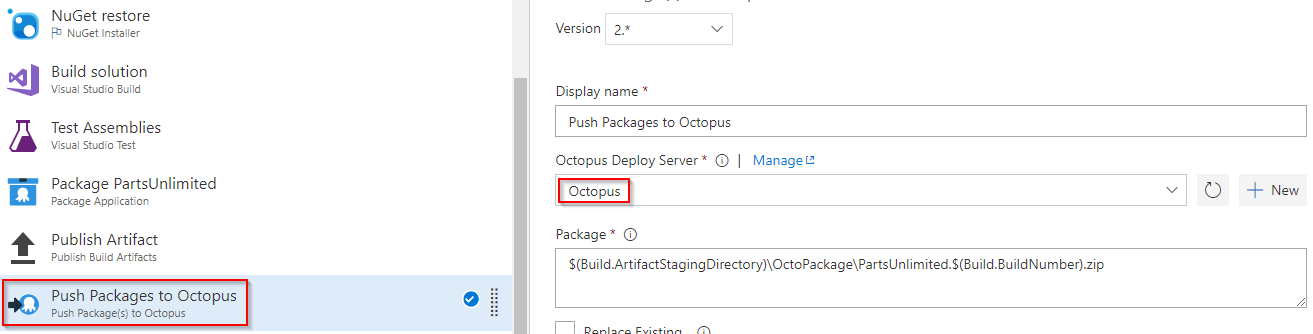 NuGet restore
NuGet Installer
Build solution
Visual Studio Build
Test Assemblies
Visual Studio Test
Package PartsUnlimited
Package Application
Publish Artifact
Publish Build Artifacts
Push Packages to Octopus
Push Package(s) to Octopus
Version 2.*
Display name *
Push Packages to Octopus
Octopus Deploy Server * | Manage
Octopus
New
Package *
$(Build.ArtifactStagingDirectory)\OctoPackage\PartsUnlimited.$(Build.BuildNumber).zip
Replace Existing